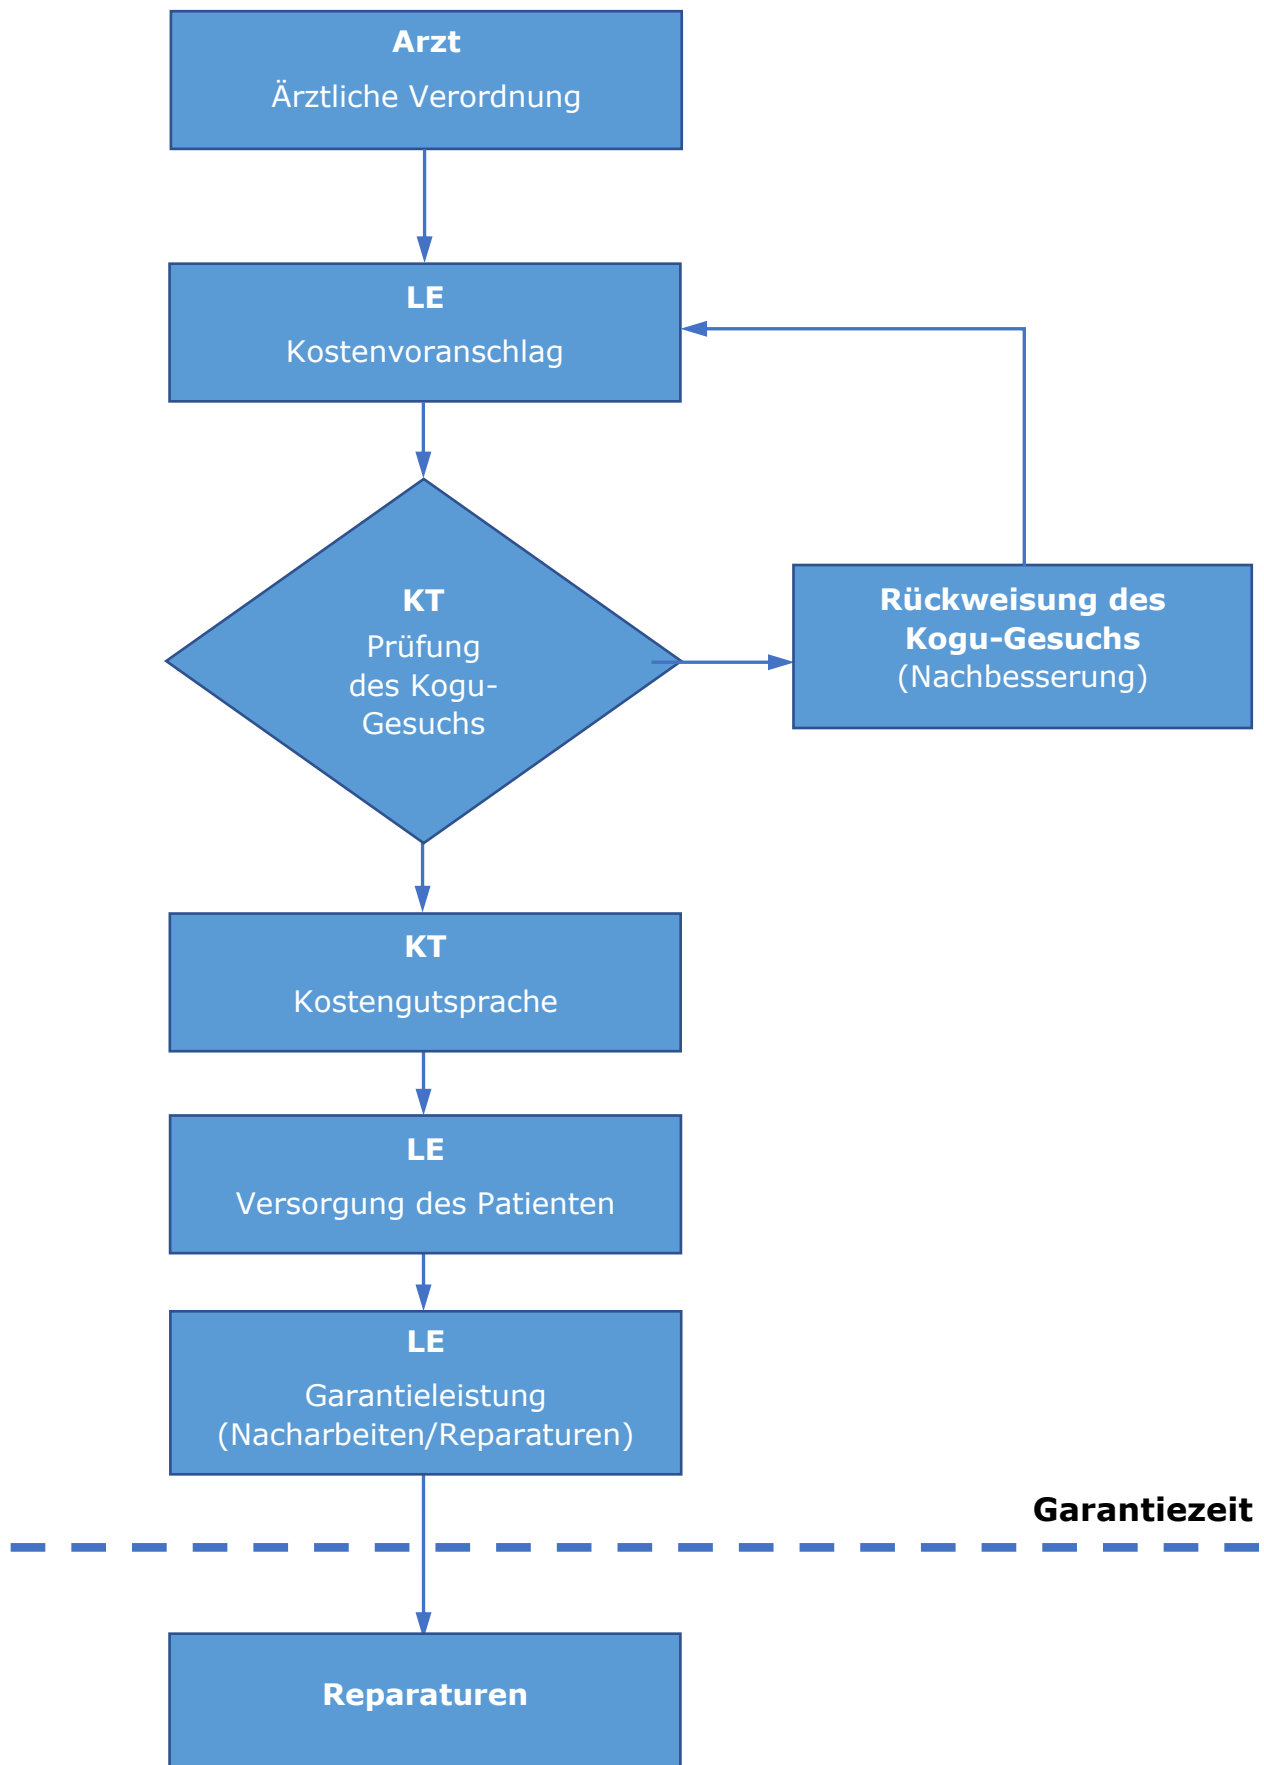 Arzt
Ärztliche Verordnung
LE
Kostenvoranschlag
KT
Prüfung
des Kogu-
Gesuchs
Rückweisung des
Kogu-Gesuchs
(Nachbesserung)
KT
Kostengutsprache
LE
Versorgung des Patienten
LE
Garantieleistung
(Nacharbeiten/Reparaturen)
Garantiezeit
Reparaturen